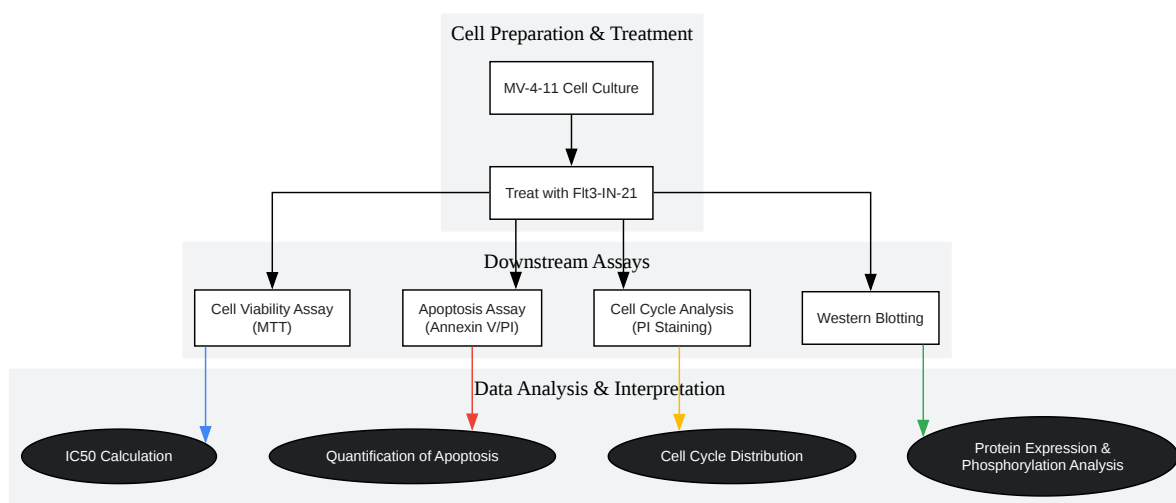 Cell Preparation & Treatment
MV-4-11 Cell Culture
Treat with Flt3-IN-21
Downstream Assays
Cell Viability Assay
(MTT)
Apoptosis Assay
(Annexin V/PI)
Cell Cycle Analysis
(PI Staining)
Western Blotting
Data Analysis & Interpretation
IC50 Calculation
Quantification of Apoptosis
Cell Cycle Distribution
Protein Expression &
Phosphorylation Analysis